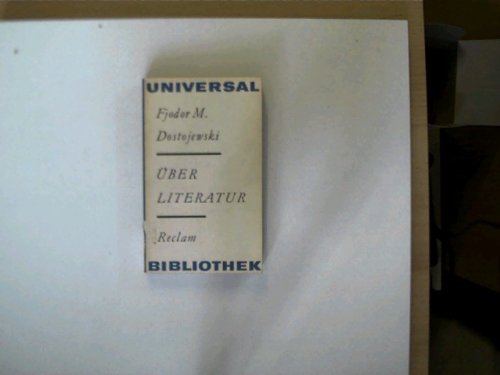 UNIVERSAL
Fjodor M.
Dostojewski
ÜBER
LITERATUR
Reclam
BIBLIOTHEK